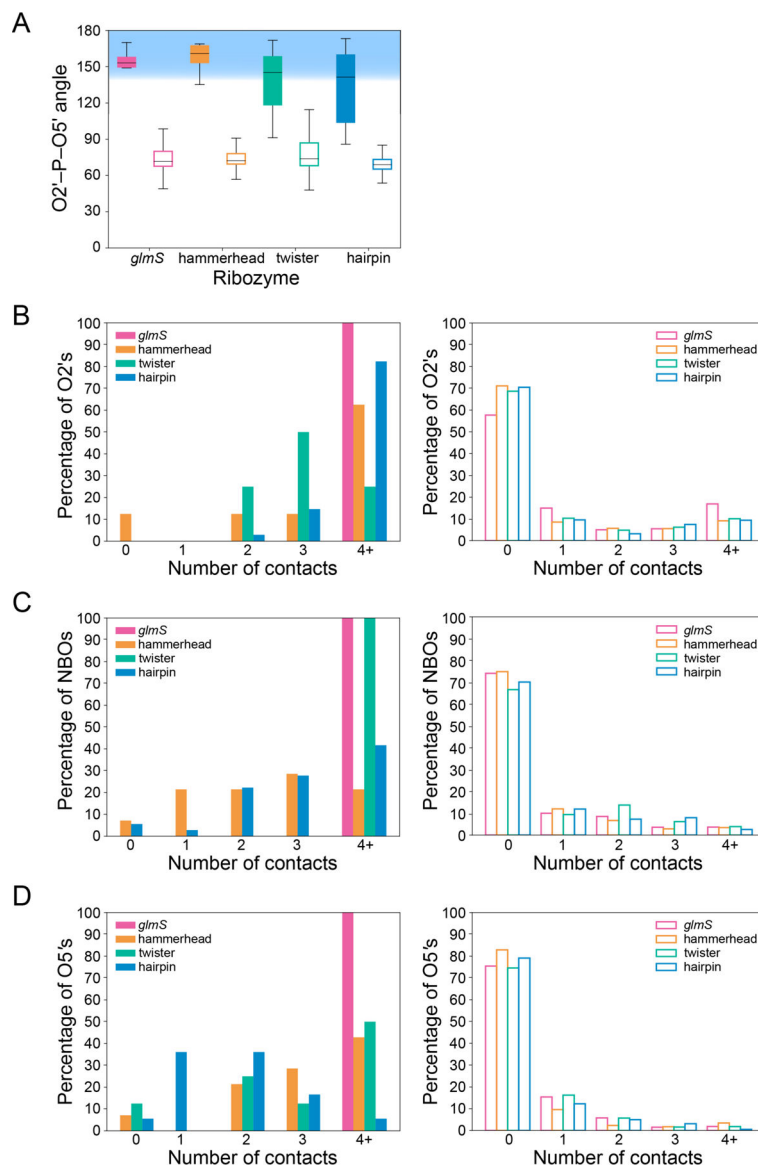 A
O2'–P–O5' angle
180
150
120
90
60
30
0
glmS hammerhead twister hairpin
Ribozyme
B
Percentage of O2's
100
90
80
70
60
50
40
30
20
10
0
glmS
hammerhead
twister
hairpin
0 1 2 3 4+
Number of contacts
Percentage of O2's
100
90
80
70
60
50
40
30
20
10
0
glmS
hammerhead
twister
hairpin
0 1 2 3 4+
Number of contacts
C
Percentage of NBOs
100
90
80
70
60
50
40
30
20
10
0
glmS
hammerhead
twister
hairpin
0 1 2 3 4+
Number of contacts
Percentage of NBOs
100
90
80
70
60
50
40
30
20
10
0
glmS
hammerhead
twister
hairpin
0 1 2 3 4+
Number of contacts
D
Percentage of O5's
100
90
80
70
60
50
40
30
20
10
0
glmS
hammerhead
twister
hairpin
0 1 2 3 4+
Number of contacts
Percentage of O5's
100
90
80
70
60
50
40
30
20
10
0
glmS
hammerhead
twister
hairpin
0 1 2 3 4+
Number of contacts